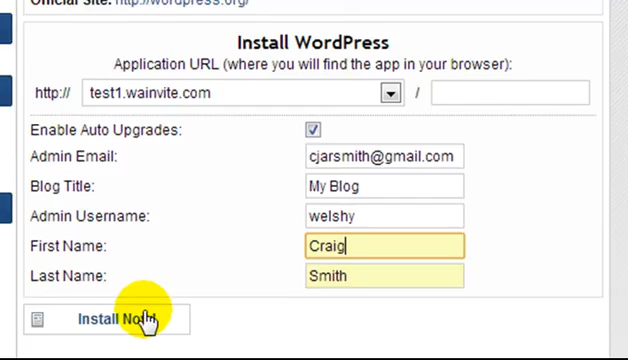 Official Site: http://wordpress.org/
Install WordPress
Application URL (where you will find the app in your browser):
http:// test1.wainvite.com /
Enable Auto Upgrades:
Admin Email: cjarsmith@gmail.com
Blog Title: My Blog
Admin Username: welshy
First Name: Craig
Last Name: Smith
Install Now!